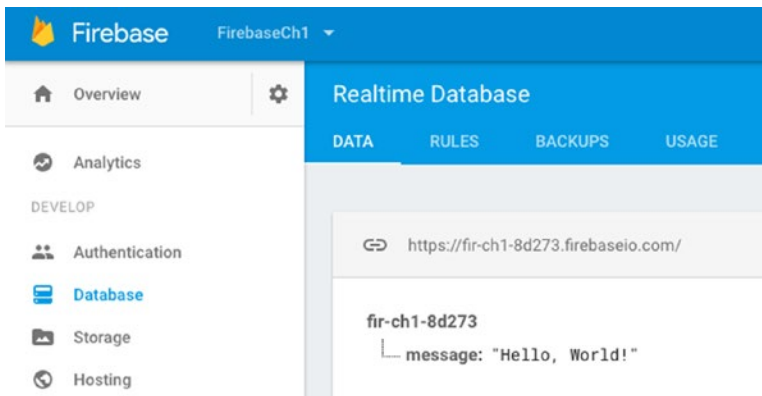 Firebase FirebaseCh1
Overview
Analytics
DEVELOP
Authentication
Database
Storage
Hosting
Realtime Database
DATA RULES BACKUPS USAGE
https://fir-ch1-8d273.firebaseio.com/
fir-ch1-8d273
message: "Hello, World!"